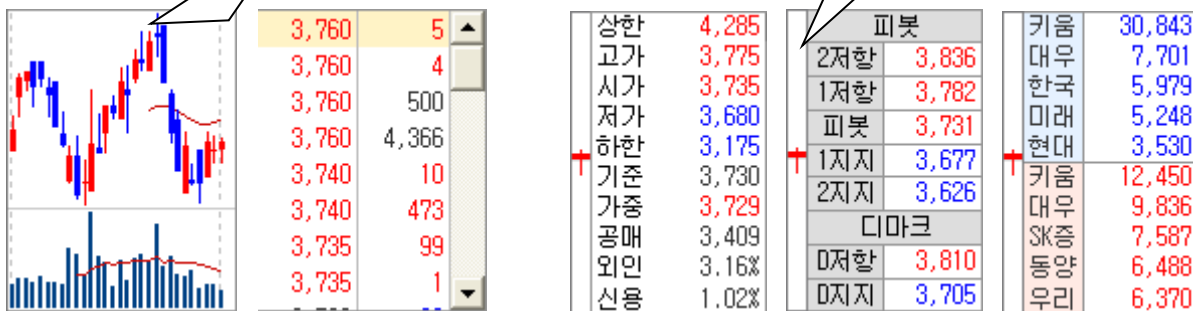 3,760 5
3,760 4
3,760 500
3,760 4,366
3,740 10
3,740 473
3,735 99
3,735 1
상한 4,285
고가 3,775
시가 3,735
저가 3,680
하한 3,175
기준 3,730
가중 3,729
공매 3,409
외인 3.16%
신용 1.02%
피봇
2저항 3,836
1저항 3,782
피봇 3,731
1지지 3,677
2지지 3,626
디마크
D저항 3,810
D지지 3,705
키움 30,843
대우 7,701
한국 5,979
미래 5,248
현대 3,530
키움 12,450
대우 9,836
SK증 7,587
동양 6,488
우리 6,370